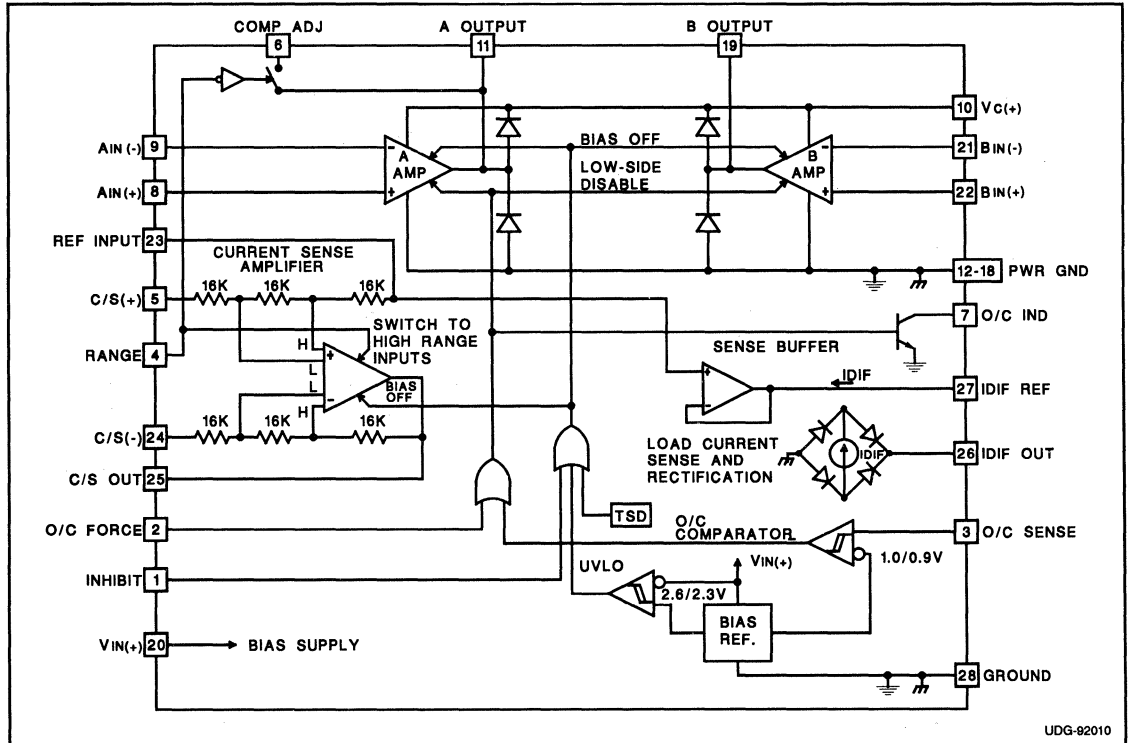 COMP ADJ
A OUTPUT
B OUTPUT
6
11
19
10 VC(+)
AIN(-) 9
A AMP
-
+
BIAS OFF
B AMP
-
+
21 BIN(-)
AIN(+) 8
LOW-SIDE DISABLE
22 BIN(+)
REF INPUT 23
CURRENT SENSE AMPLIFIER
12-18 PWR GND
C/S(+) 5
16K
16K
16K
7 O/C IND
RANGE 4
SWITCH TO HIGH RANGE INPUTS
H
L
L
H
+
-
BIAS OFF
SENSE BUFFER
+
-
IDIF
27 IDIF REF
C/S(-) 24
16K
16K
16K
LOAD CURRENT SENSE AND RECTIFICATION
IDIF
26 IDIF OUT
C/S OUT 25
TSD
O/C FORCE 2
O/C COMPARATOR
3 O/C SENSE
1.0/0.9V
INHIBIT 1
UVLO
VIN(+)
2.6/2.3V
BIAS REF.
VIN(+) 20
BIAS SUPPLY
28 GROUND
UDG-92010